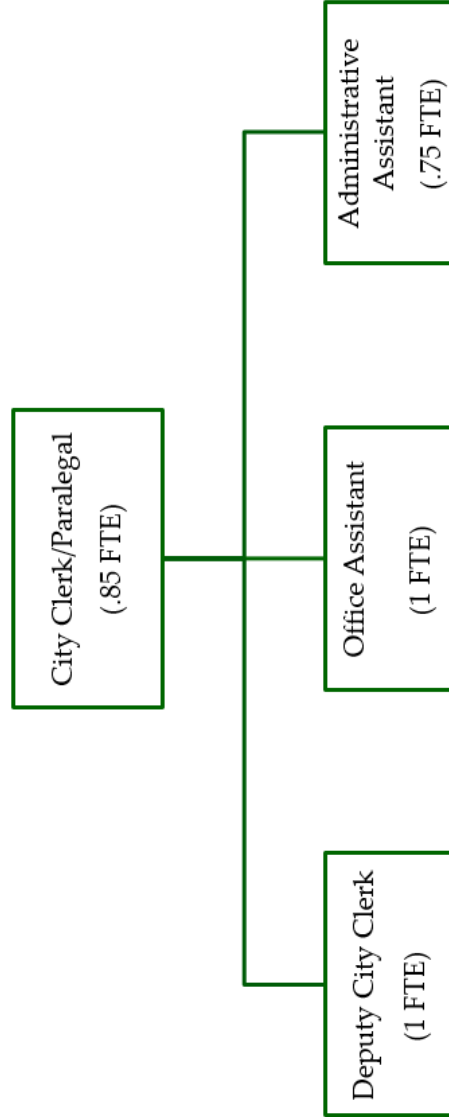 City Clerk/Paralegal
(.85 FTE)
Deputy City Clerk
(1 FTE)
Office Assistant
(1 FTE)
Administrative
Assistant
(.75 FTE)